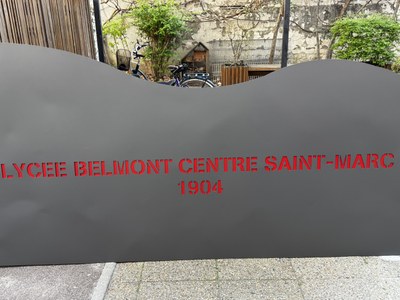 LYCEE BELMONT CENTRE SAINT-MARC
1904